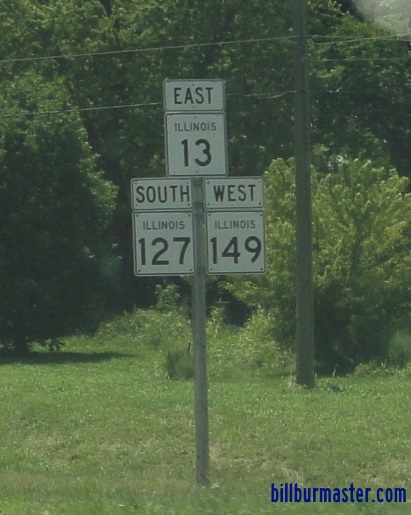 EAST
ILLINOIS
13
SOUTH WEST
ILLINOIS ILLINOIS
127 149
billburmaster.com